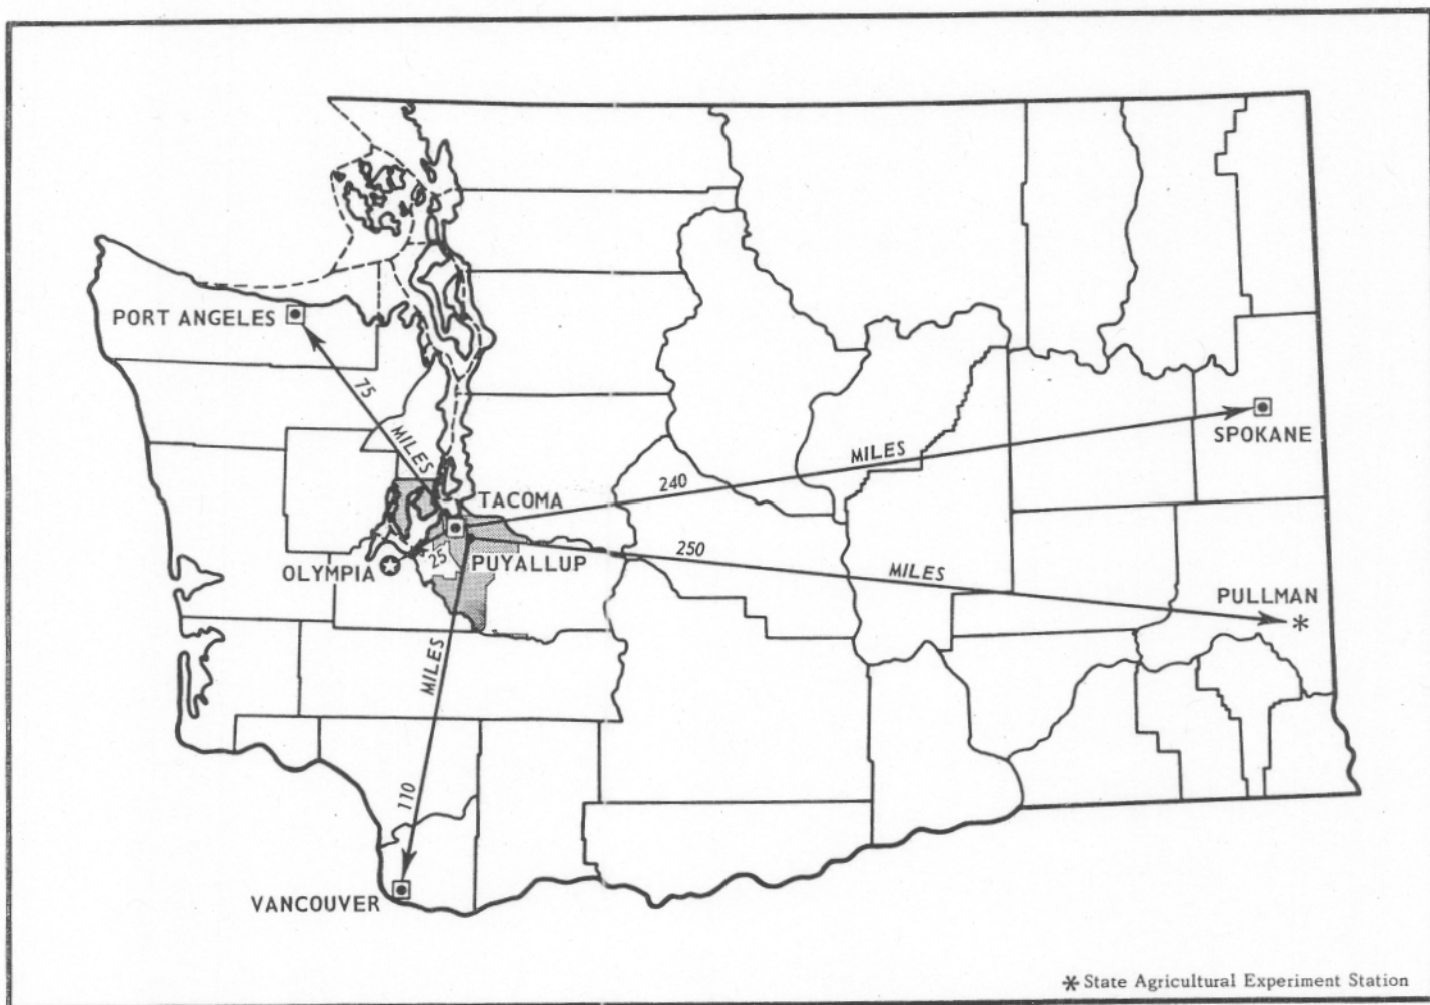 PORT ANGELES
75
MILES
SPOKANE
MILES
240
TACOMA
25
OLYMPIA
PUYALLUP
250
MILES
PULLMAN
*
MILES
110
VANCOUVER
* State Agricultural Experiment Station